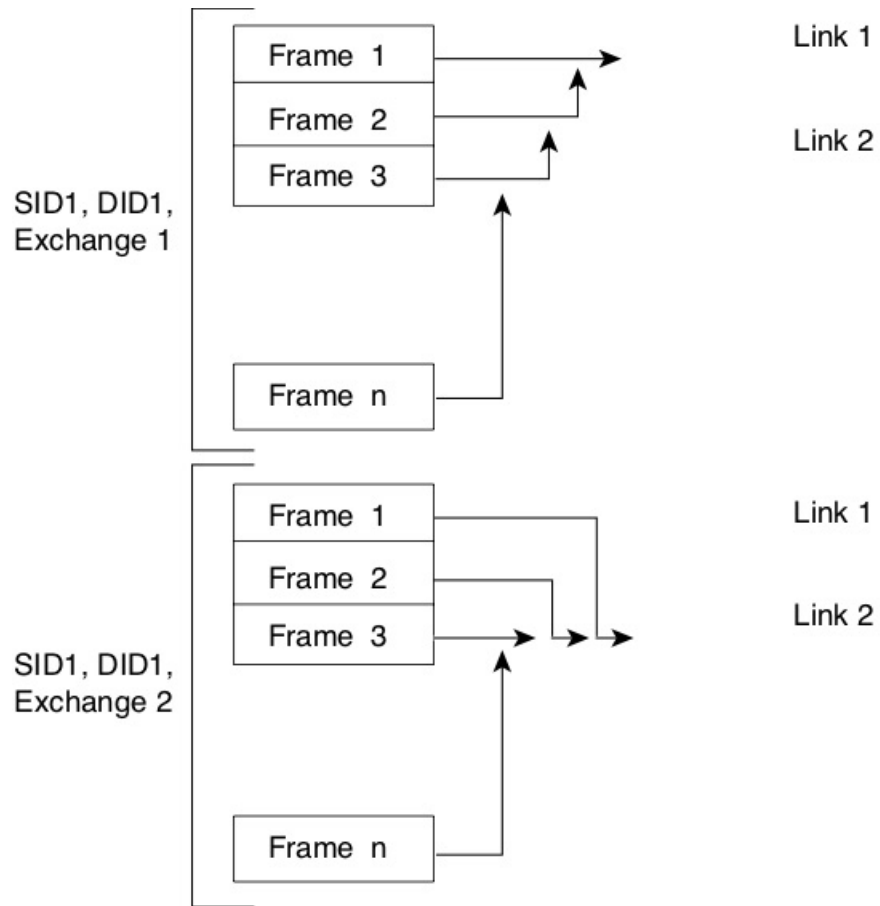 Frame 1
Link 1
Frame 2
Link 2
Frame 3
SID1, DID1,
Exchange 1
Frame n
Frame 1
Link 1
Frame 2
Link 2
Frame 3
SID1, DID1,
Exchange 2
Frame n